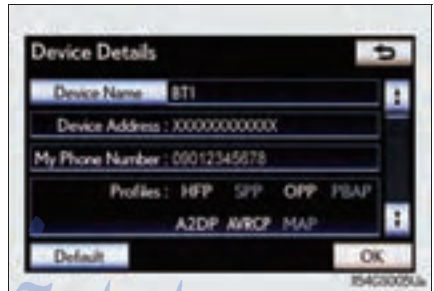 Device Details
Device Name BT1
Device Address : XXXXXXXXXXXX
My Phone Number : 09012345678
Profiles : HFP SPP OPP PBAP
A2DP AVRCP MAP
Default OK